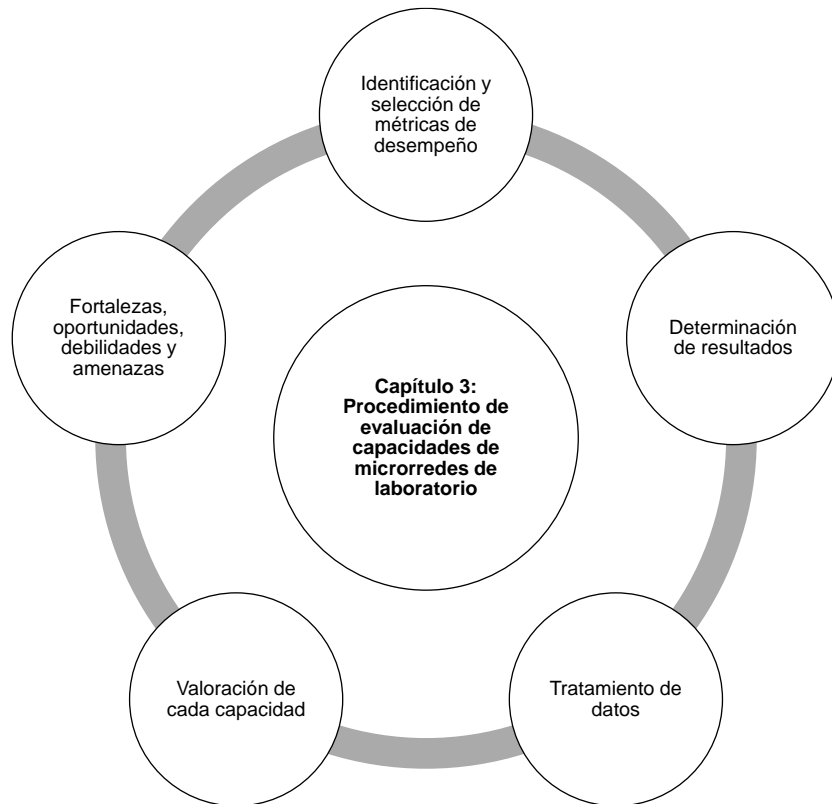 Identificación y
selección de
métricas de
desempeño
Fortalezas,
oportunidades,
debilidades y
amenazas
Determinación
de resultados
Capítulo 3:
Procedimiento de
evaluación de
capacidades de
microrredes de
laboratorio
Valoración de
cada capacidad
Tratamiento de
datos